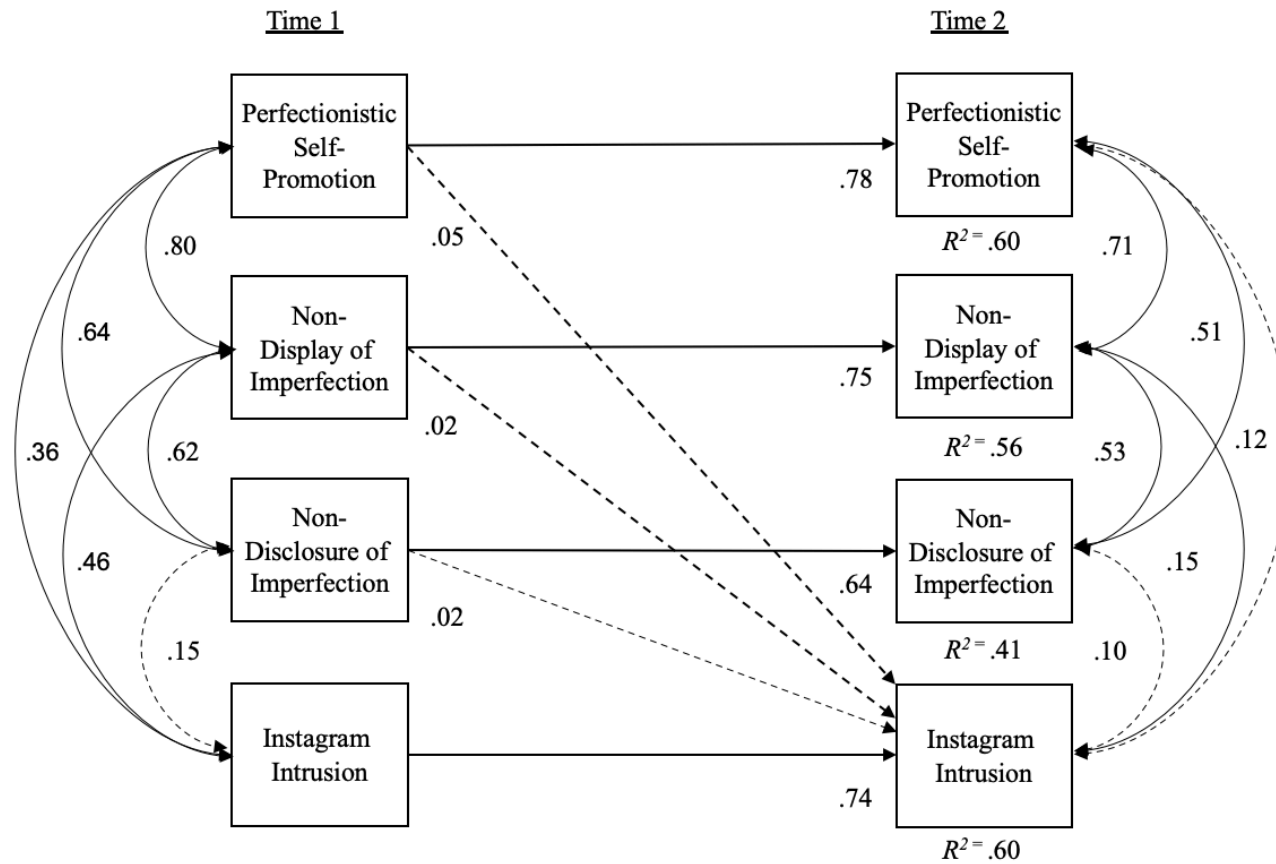 Time 1
Time 2
Perfectionistic
Self-
Promotion
Perfectionistic
Self-
Promotion
.78
.05
R² = .60
.80
.71
.64
.51
Non-
Display of
Imperfection
Non-
Display of
Imperfection
.75
.02
R² = .56
.36
.62
.53
.12
Non-
Disclosure of
Imperfection
Non-
Disclosure of
Imperfection
.46
.15
.64
.02
R² = .41
.15
.10
Instagram
Intrusion
Instagram
Intrusion
.74
R² = .60